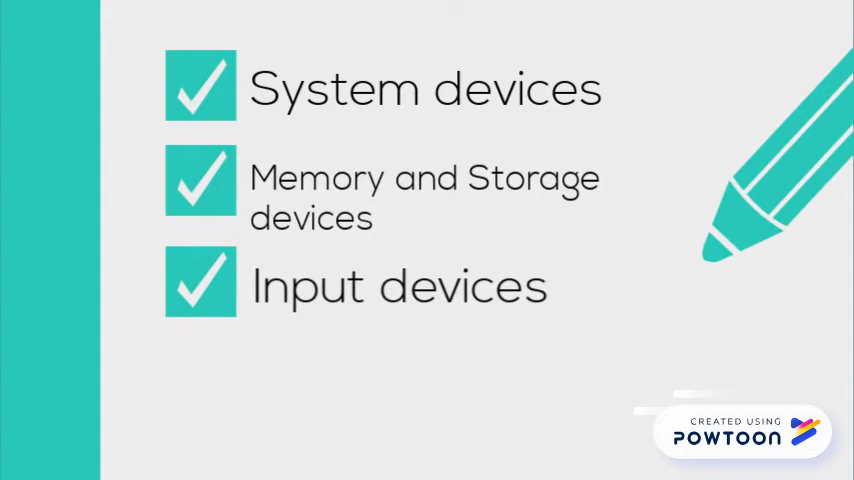 System devices
Memory and Storage
devices
Input devices
CREATED USING
POWTOON